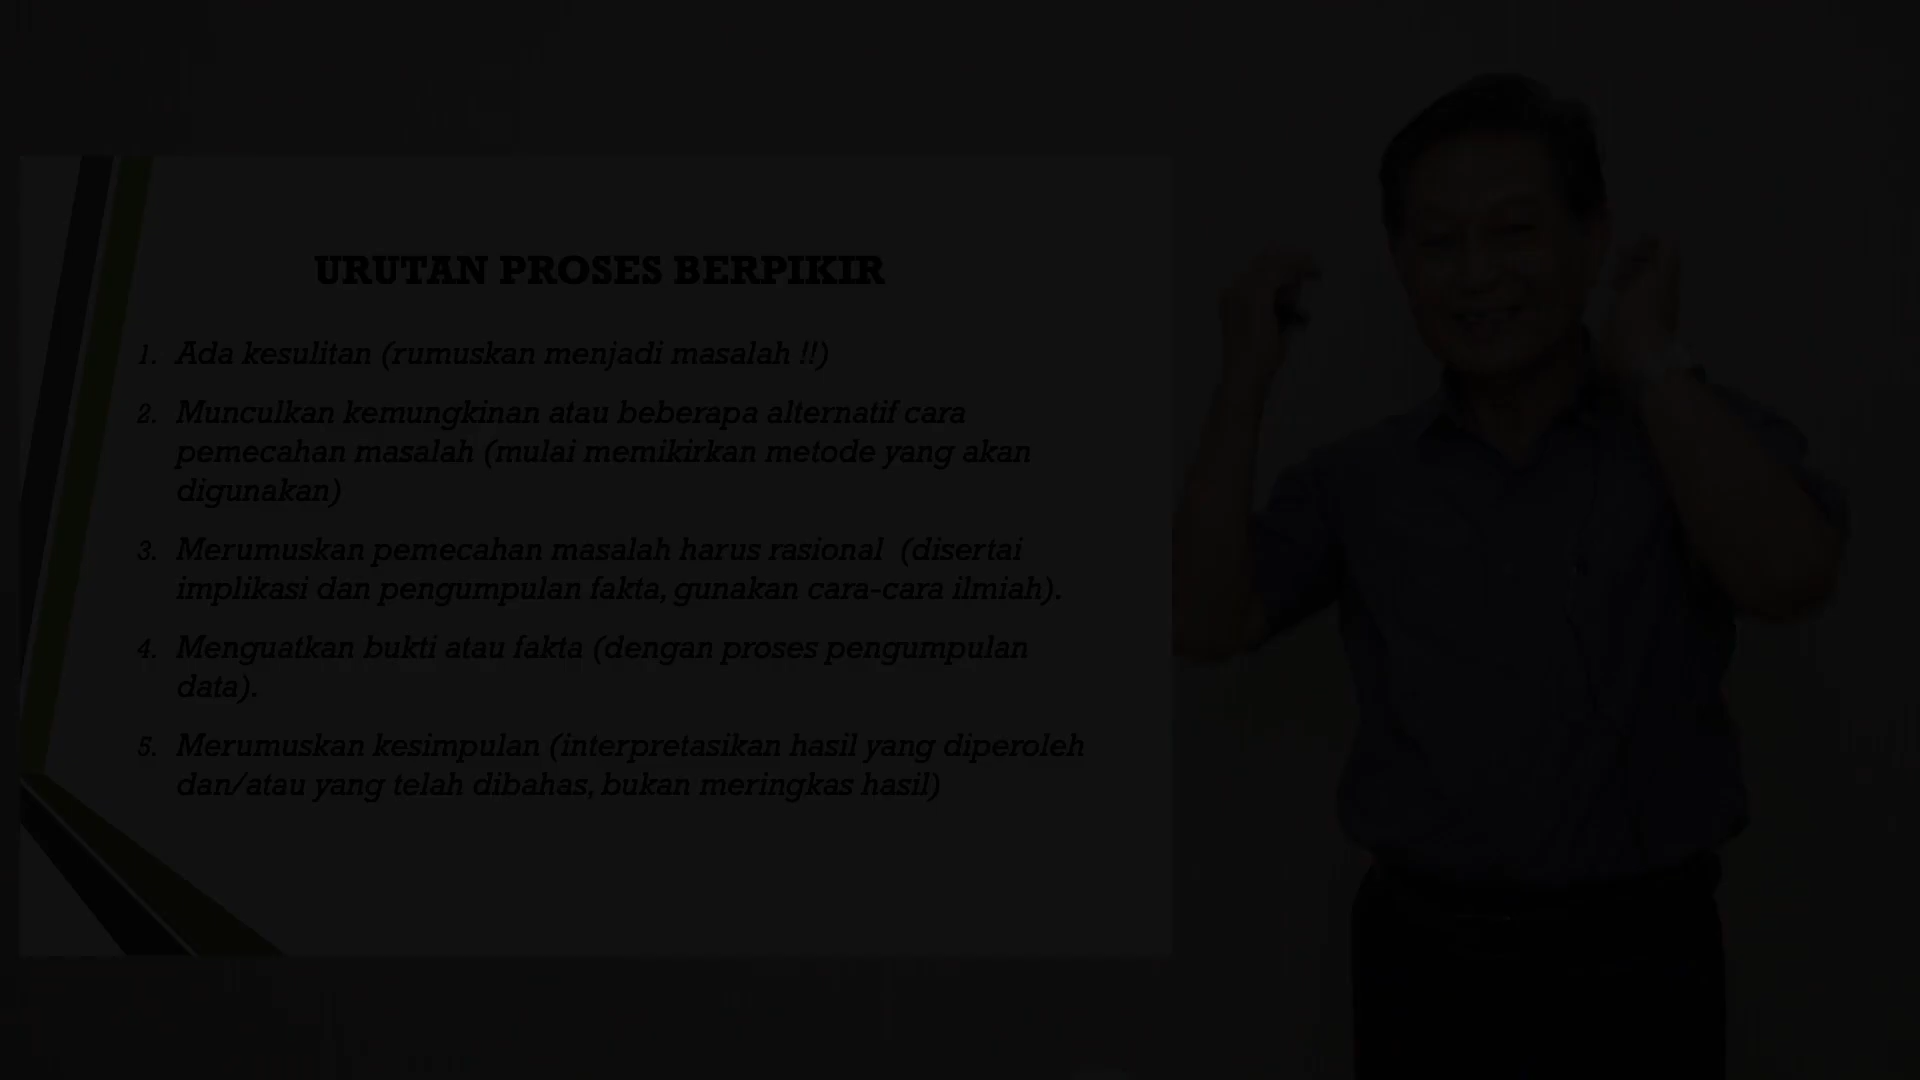 URUTAN PROSES BERPIKIR
1. Ada kesulitan (rumuskan menjadi masalah !!)
2. Munculkan kemungkinan atau beberapa alternatif cara
pemecahan masalah (mulai memikirkan metode yang akan
digunakan)
3. Merumuskan pemecahan masalah harus rasional (disertai
implikasi dan pengumpulan fakta, gunakan cara-cara ilmiah).
4. Menguatkan bukti atau fakta (dengan proses pengumpulan
data).
5. Merumuskan kesimpulan (interpretasikan hasil yang diperoleh
dan/atau yang telah dibahas, bukan meringkas hasil)